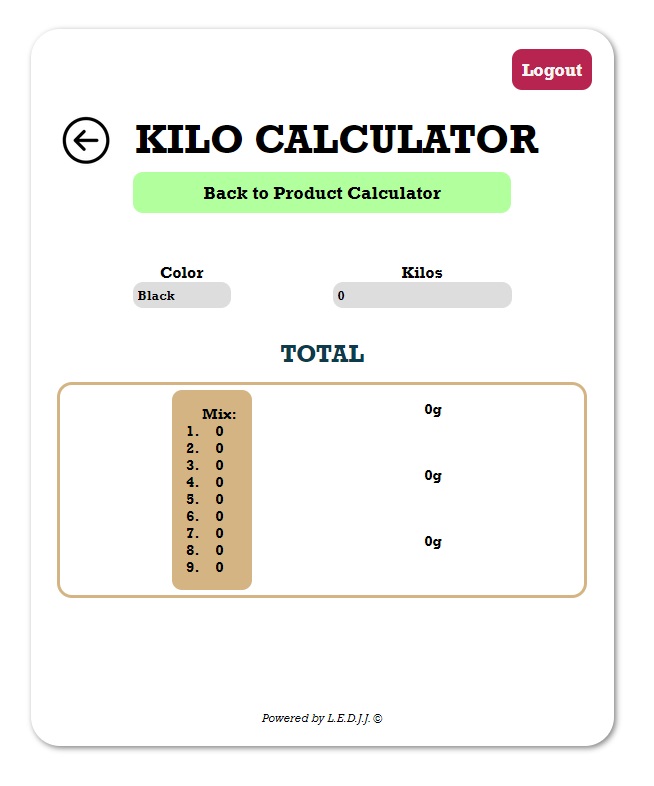 Logout
KILO CALCULATOR
Back to Product Calculator
Color
Kilos
Black
0
TOTAL
Mix:
1. 0
2. 0
3. 0
4. 0
5. 0
6. 0
7. 0
8. 0
9. 0
0g
0g
0g
Powered by L.E.D.J.J. ©